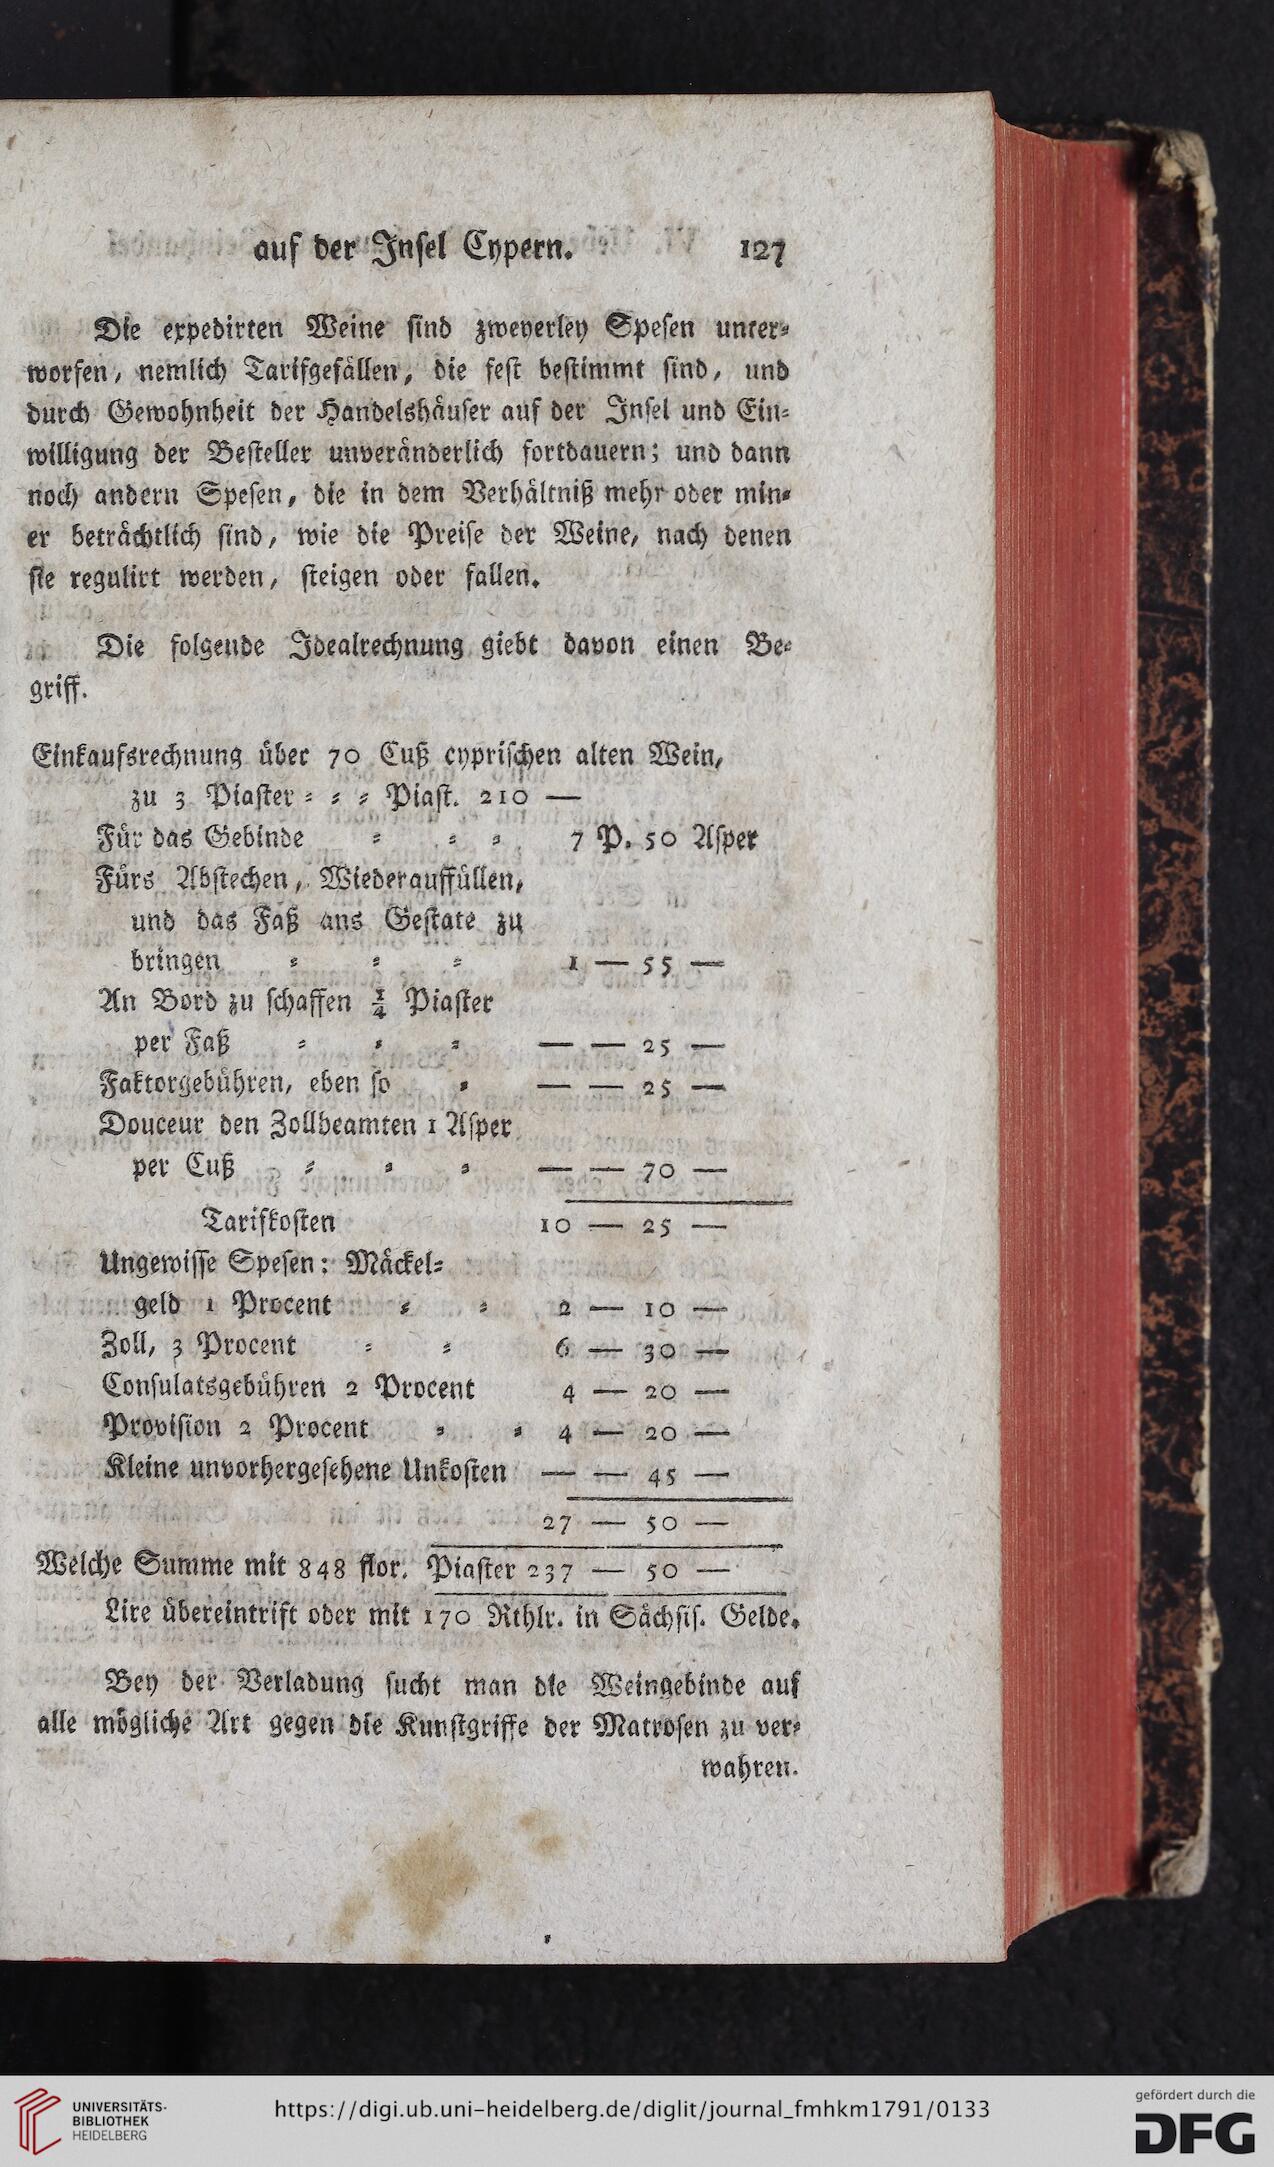 auf der Insel Cypern. 127
Die expedirten Weine sind zweyerley Spesen unter-
worfen, nemlich Tarifgefällen, die fest bestimmt sind, und
durch Gewohnheit der Handelshäuser auf der Insel und Ein-
willigung der Besteller unveränderlich fortdauern; und dann
noch andern Spesen, die in dem Verhältniß mehr oder min-
er beträchtlich sind, wie die Preise der Weine, nach denen
sie regulirt werden, steigen oder fallen.
Die folgende Idealrechnung giebt davon einen Be-
griff.
Einkaufsrechnung über 70 Cuß cyprischen alten Wein,
zu 3 Piaster - - - Piast. 210 —
Für das Gebinde - - - 7 P. 50 Asper
Fürs Abstechen, Wiederauffüllen,
und das Faß ans Gestate zu
bringen - - - 1 — 55 —
An Bord zu schaffen ¼ Piaster
per Faß - - - — — 25 —
Faktorgebühren, eben so - — — 25 —
Douceur den Zollbeamten 1 Asper
per Cuß - - - — — 70 —
Tarifkosten 10 — 25 —
Ungewisse Spesen: Mäckel-
geld 1 Procent - - 2 — 10 —
Zoll, 3 Procent - - 6 — 30 —
Consulatsgebühren 2 Procent 4 — 20 —
Provision 2 Procent - - 4 — 20 —
Kleine unvorhergesehene Unkosten — — 45 —
27 — 50 —
Welche Summe mit 848 flor. Piaster 237 — 50 —
Lire übereintrift oder mit 170 Rthlr. in Sächsis. Gelde.
Bey der Verladung sucht man die Weingebinde auf
alle mögliche Art gegen die Kunstgriffe der Matrosen zu ver-
wahren.
UNIVERSITÄTS-
BIBLIOTHEK
HEIDELBERG
https://digi.ub.uni-heidelberg.de/diglit/journal_fmhkm1791/0133
gefördert durch die
DFG